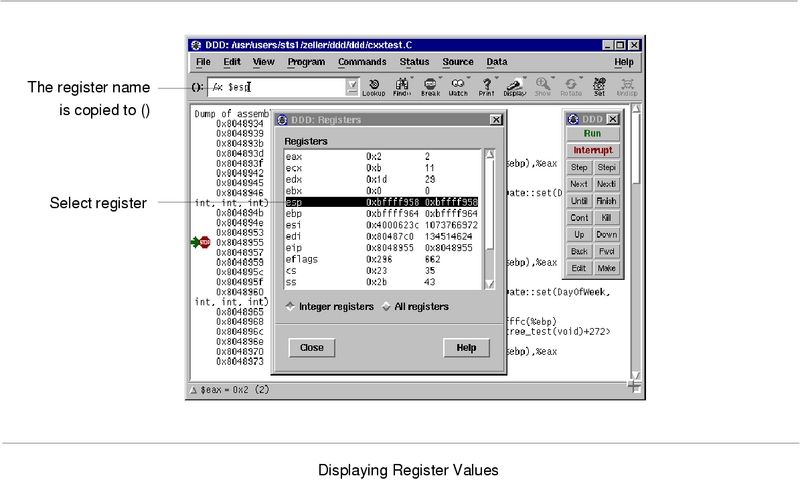 DDD: /usr/users/sts1/zeller/ddd/ddd/cxxtest.C
File Edit View Program Commands Status Source Data Help
The register name
is copied to ()
(): /x $esp
Lookup Find>> Break Watch Print Display Show Rotate Set Undisp
Dump of assemb
0x8048934
0x8048939
0x804893b
0x804893d
0x804893f
0x8048942
0x8048945
0x8048946
int, int, int)
0x804894b
0x804894e
0x8048953
0x8048955
0x8048957
0x8048959
0x804895c
0x804895f
0x8048960
int, int, int)
0x8048965
0x8048968
0x804896c
0x804896e
0x8048970
0x8048973
Select register
DDD: Registers
Registers
eax 0x2 2
ecx 0xb 11
edx 0x1d 29
ebx 0x0 0
esp 0xbffff958 0xbffff958
ebp 0xbffff964 0xbffff964
esi 0x4000623c 1073766972
edi 0x80487c0 134514624
eip 0x8048955 0x8048955
eflags 0x296 662
cs 0x23 35
ss 0x2b 43
Integer registers All registers
Close Help
%ebp),%eax
Date::set(D
%ebp),%eax
Date::set(DayOfWeek,
fffc(%ebp)
tree_test(void)+272>
%ebp),%eax
DDD
Run
Interrupt
Step Stepi
Next Nexti
Until Finish
Cont Kill
Up Down
Back Fwd
Edit Make
$eax = 0x2 (2)
Displaying Register Values